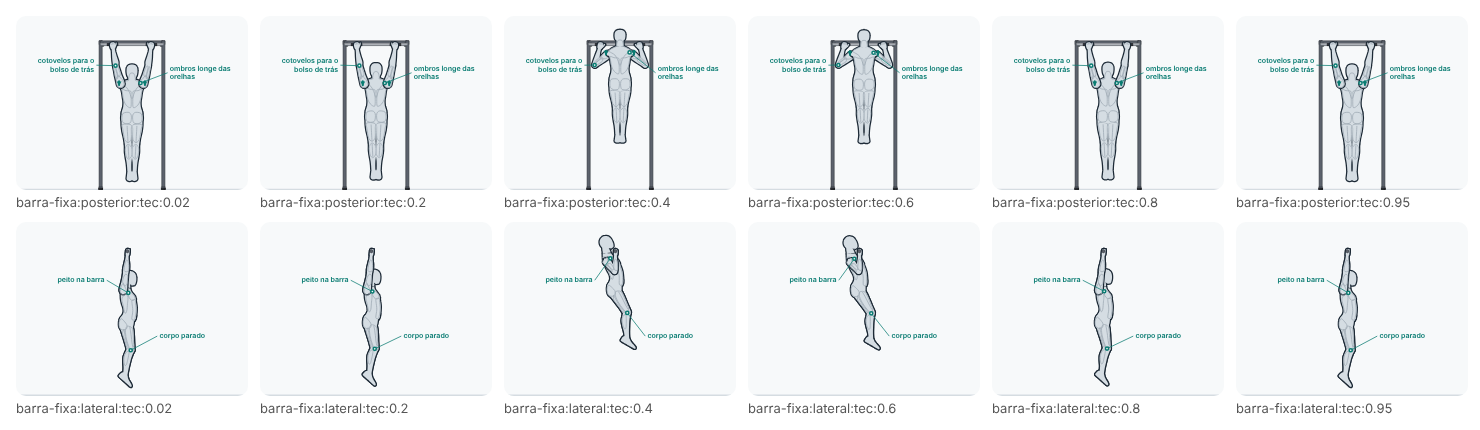 cotovelos para o
bolso de trás
ombros longe das
orelhas
barra-fixa:posterior:tec:0.02
cotovelos para o
bolso de trás
ombros longe das
orelhas
barra-fixa:posterior:tec:0.2
cotovelos para o
bolso de trás
ombros longe das
orelhas
barra-fixa:posterior:tec:0.4
cotovelos para o
bolso de trás
ombros longe das
orelhas
barra-fixa:posterior:tec:0.6
cotovelos para o
bolso de trás
ombros longe das
orelhas
barra-fixa:posterior:tec:0.8
cotovelos para o
bolso de trás
ombros longe das
orelhas
barra-fixa:posterior:tec:0.95
peito na barra
corpo parado
barra-fixa:lateral:tec:0.02
peito na barra
corpo parado
barra-fixa:lateral:tec:0.2
peito na barra
corpo parado
barra-fixa:lateral:tec:0.4
peito na barra
corpo parado
barra-fixa:lateral:tec:0.6
peito na barra
corpo parado
barra-fixa:lateral:tec:0.8
peito na barra
corpo parado
barra-fixa:lateral:tec:0.95